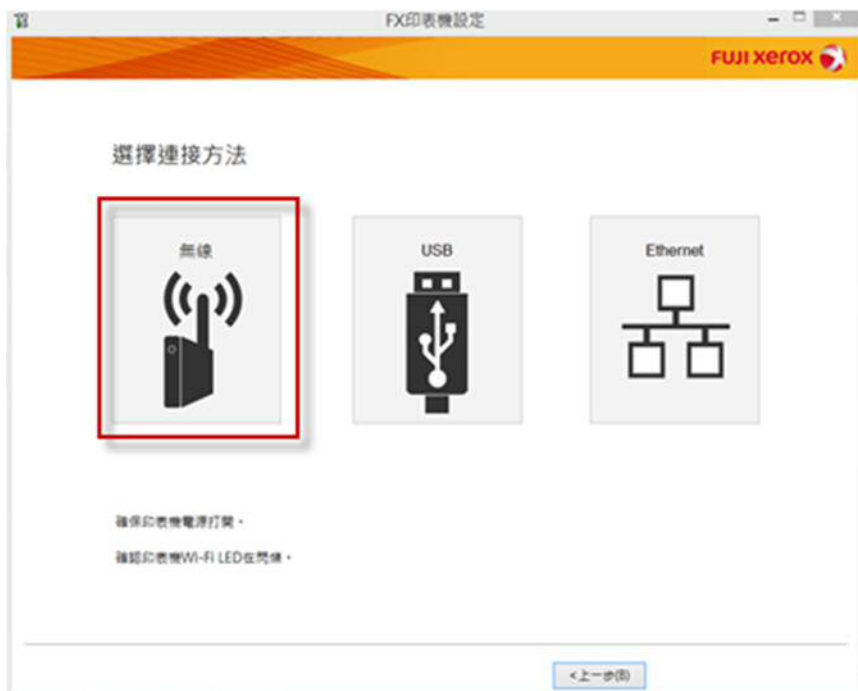 FX印表機設定
FUJI xerox
選擇連接方法
無線
USB
Ethernet
確保印表機電源打開。
確認印表機Wi-Fi LED在閃爍。
<上一步(B)